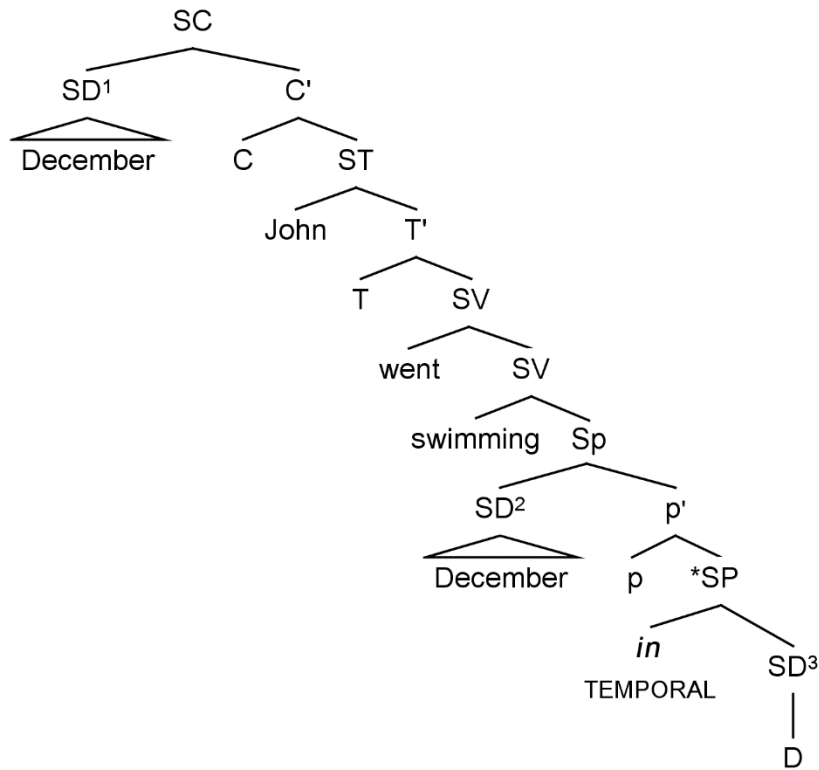 SC
SD¹ C'
December C ST
John T'
T SV
went SV
swimming Sp
SD² p'
December p *SP
in SD³
TEMPORAL
D